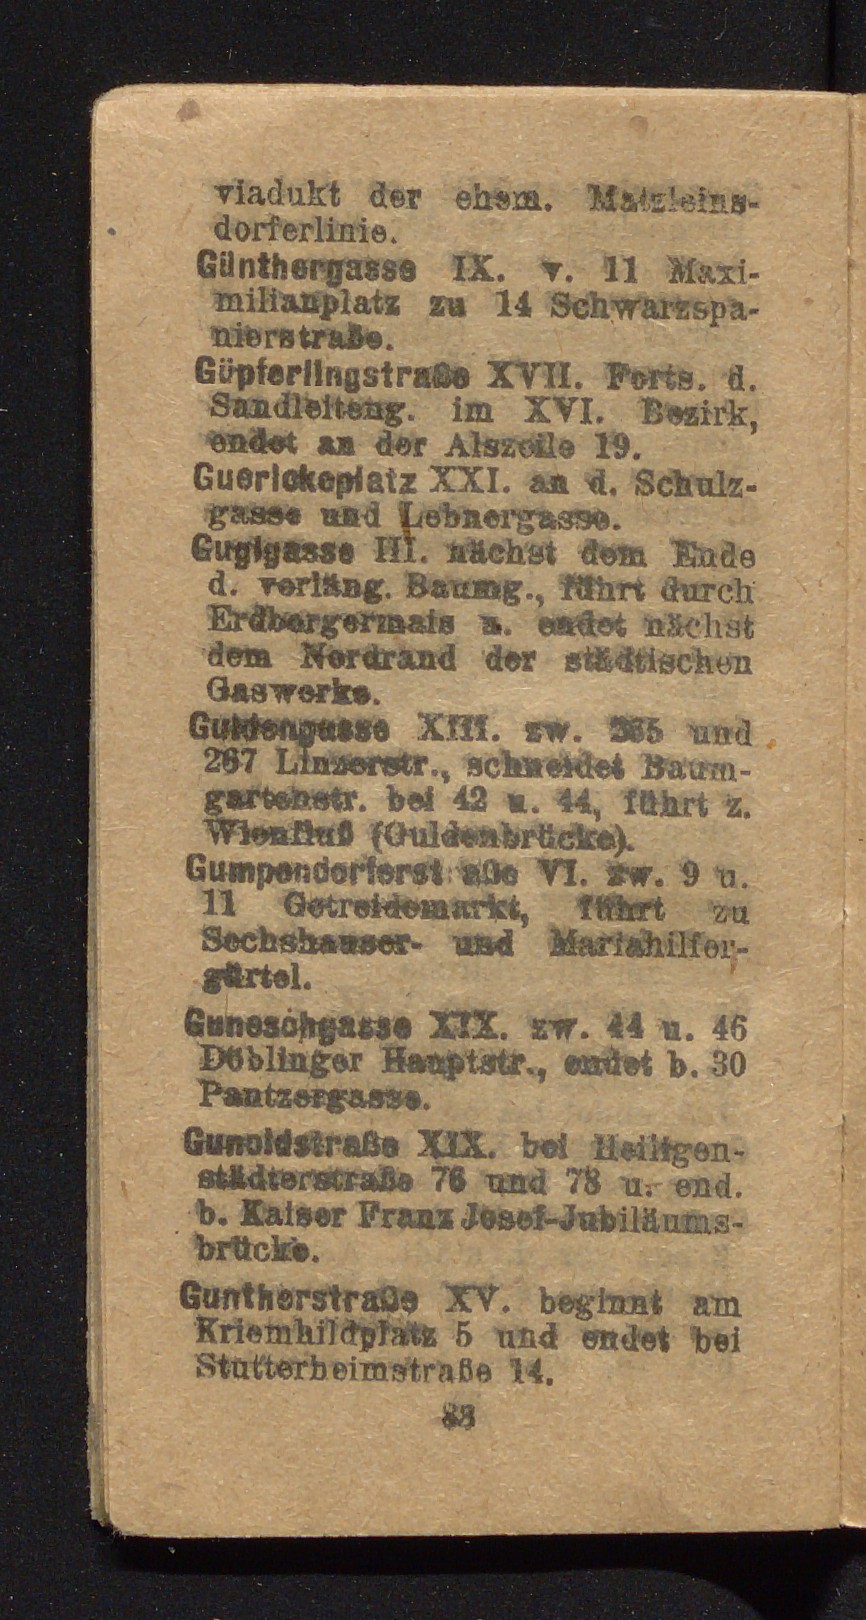 viadukt der ehem. Matzleins-
dorferlinie.
Günthergasse IX. v. 11 Maxi-
milianplatz zu 14 Schwarzspa-
nierstraße.
Güpferlingstraße XVII. Forts. d.
Sandleiteng. im XVI. Bezirk,
endet an der Alszeile 19.
Guerickeplatz XXI. an d. Schulz-
gasse und Lebnergasse.
Guglgasse III. nächst dem Ende
d. verläng. Baumg., führt durch
Erdbergermais u. endet nächst
dem Nordrand der städtischen
Gaswerke.
Guldengasse XIII. zw. 265 und
267 Linzerstr., schneidet Baum-
gartenstr. bei 42 u. 44, führt z.
Wienfluß (Guldenbrücke).
Gumpendorferstraße VI. zw. 9 u.
11 Getreidemarkt, führt zu
Sechshauser- und Mariahilfer-
gürtel.
Guneschgasse XIX. zw. 44 u. 46
Döblinger Hauptstr., endet b. 30
Pantzergasse.
Gunoldstraße XIX. bei Heiligen-
städterstraße 76 und 78 u. end.
b. Kaiser Franz Josef-Jubiläums-
brücke.
Guntherstraße XV. beginnt am
Kriemhildplatz 5 und endet bei
Stutterheimstraße 14.